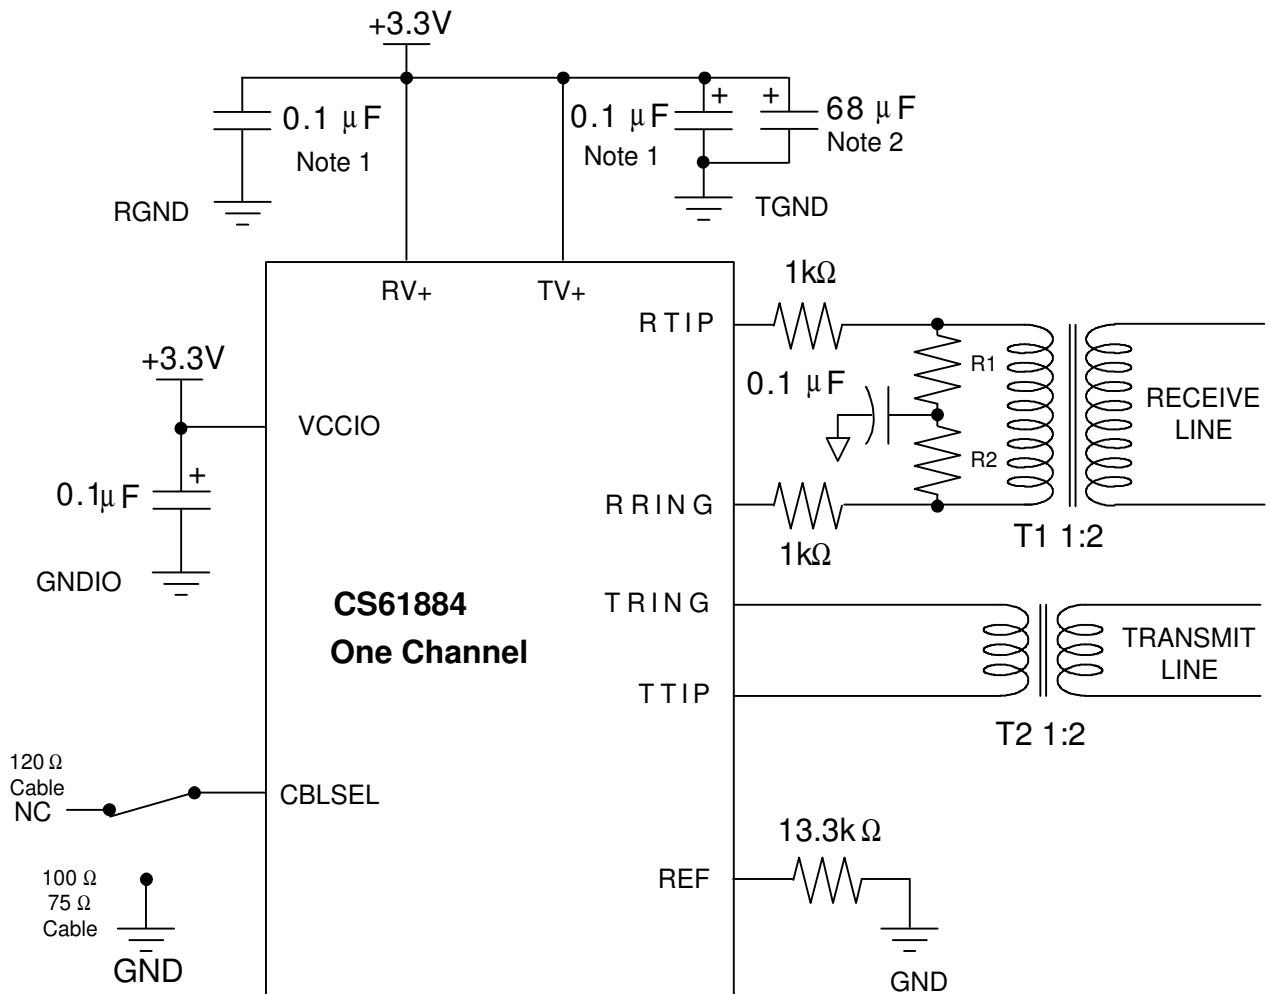 +3.3V
0.1 μF
Note 1
RGND
0.1 μF
Note 1
+
+
68 μF
Note 2
TGND
RV+
TV+
RTIP
1kΩ
R1
0.1 μF
R2
RECEIVE
LINE
RRING
1kΩ
T1 1:2
+3.3V
VCCIO
+
0.1μF
GNDIO
CS61884
One Channel
TRING
TTIP
TRANSMIT
LINE
T2 1:2
120 Ω
Cable
NC
CBLSEL
100 Ω
75 Ω
Cable
GND
REF
13.3k Ω
GND